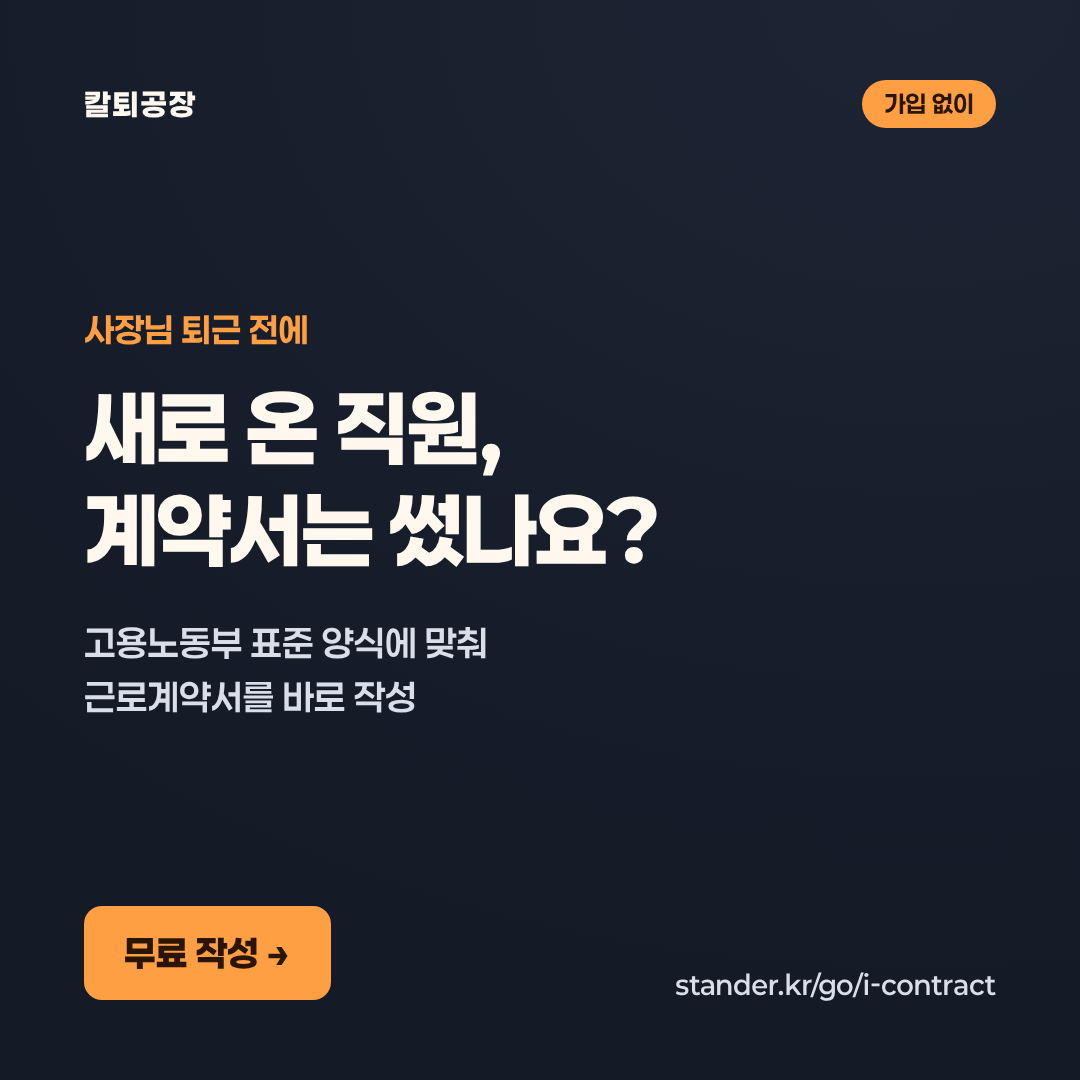 칼퇴공장
가입 없이
사장님 퇴근 전에
새로 온 직원,
계약서는 썼나요?
고용노동부 표준 양식에 맞춰
근로계약서를 바로 작성
무료 작성 →
stander.kr/go/i-contract